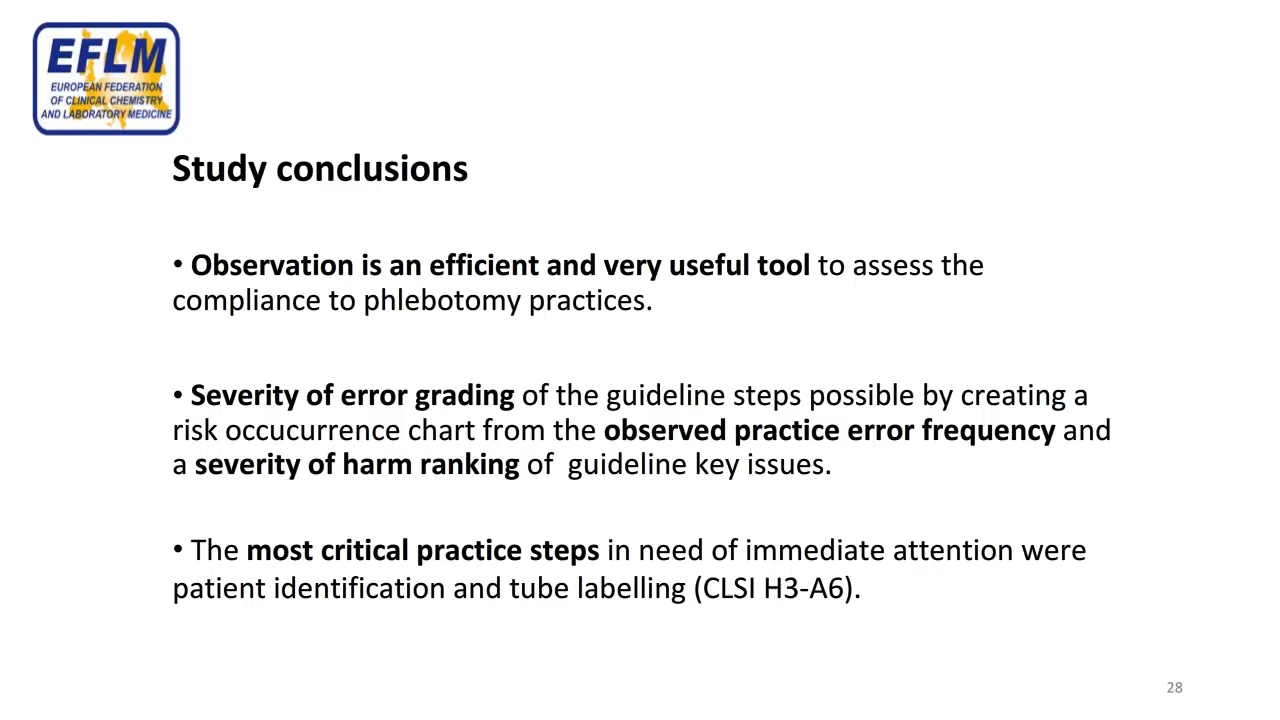 EFLM
EUROPEAN FEDERATION
OF CLINICAL CHEMISTRY
AND LABORATORY MEDICINE
Study conclusions
• Observation is an efficient and very useful tool to assess the
compliance to phlebotomy practices.
• Severity of error grading of the guideline steps possible by creating a
risk occucurrence chart from the observed practice error frequency and
a severity of harm ranking of  guideline key issues.
• The most critical practice steps in need of immediate attention were
patient identification and tube labelling (CLSI H3-A6).
28